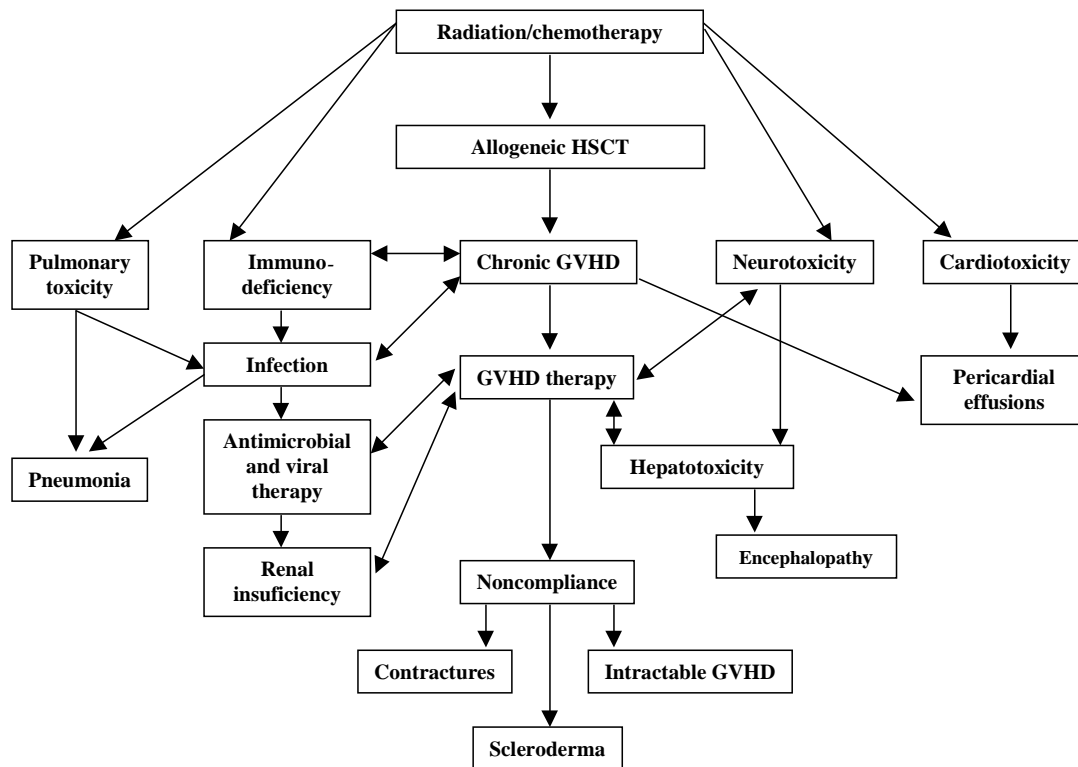 Radiation/chemotherapy
Allogeneic HSCT
Pulmonary
toxicity
Immuno-
deficiency
Chronic GVHD
Neurotoxicity
Cardiotoxicity
Infection
GVHD therapy
Pericardial
effusions
Antimicrobial
and viral
therapy
Pneumonia
Hepatotoxicity
Encephalopathy
Renal
insuficiency
Noncompliance
Contractures
Intractable GVHD
Scleroderma